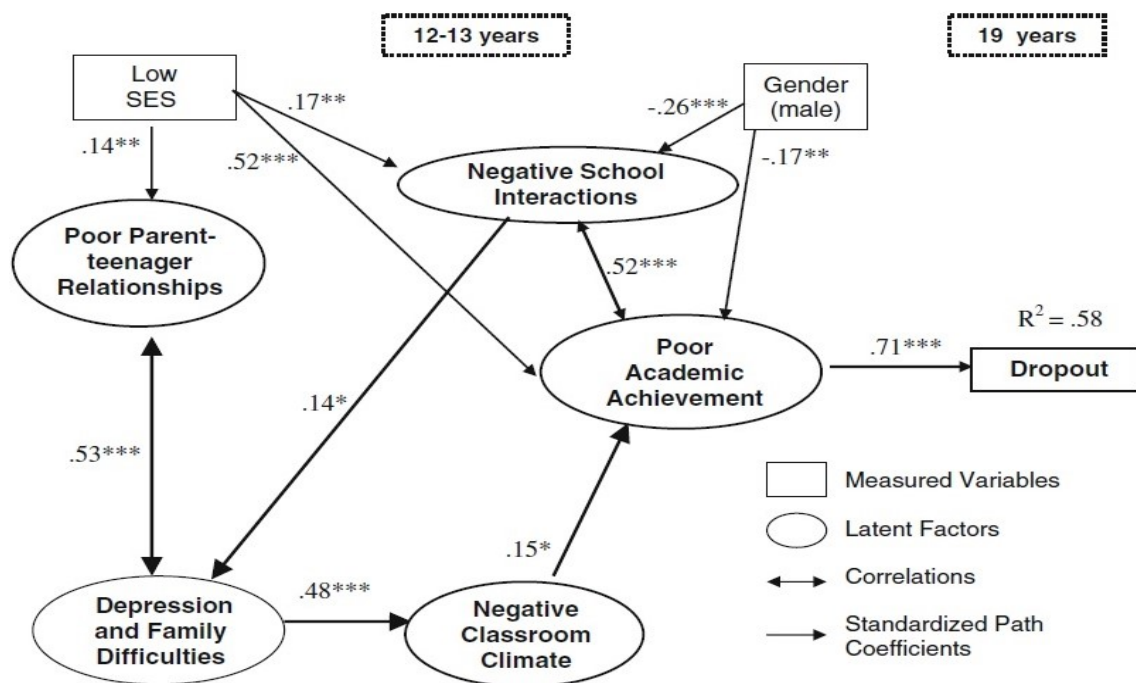 12-13 years
19 years
Low
SES
Gender
(male)
.17**
-.26***
.14**
.52***
-.17**
Negative School
Interactions
Poor Parent-
teenager
Relationships
.52***
R² = .58
Poor
Academic
Achievement
.71***
Dropout
.14*
.53***
Measured Variables
Latent Factors
.15*
Correlations
.48***
Depression
and Family
Difficulties
Negative
Classroom
Climate
Standardized Path
Coefficients